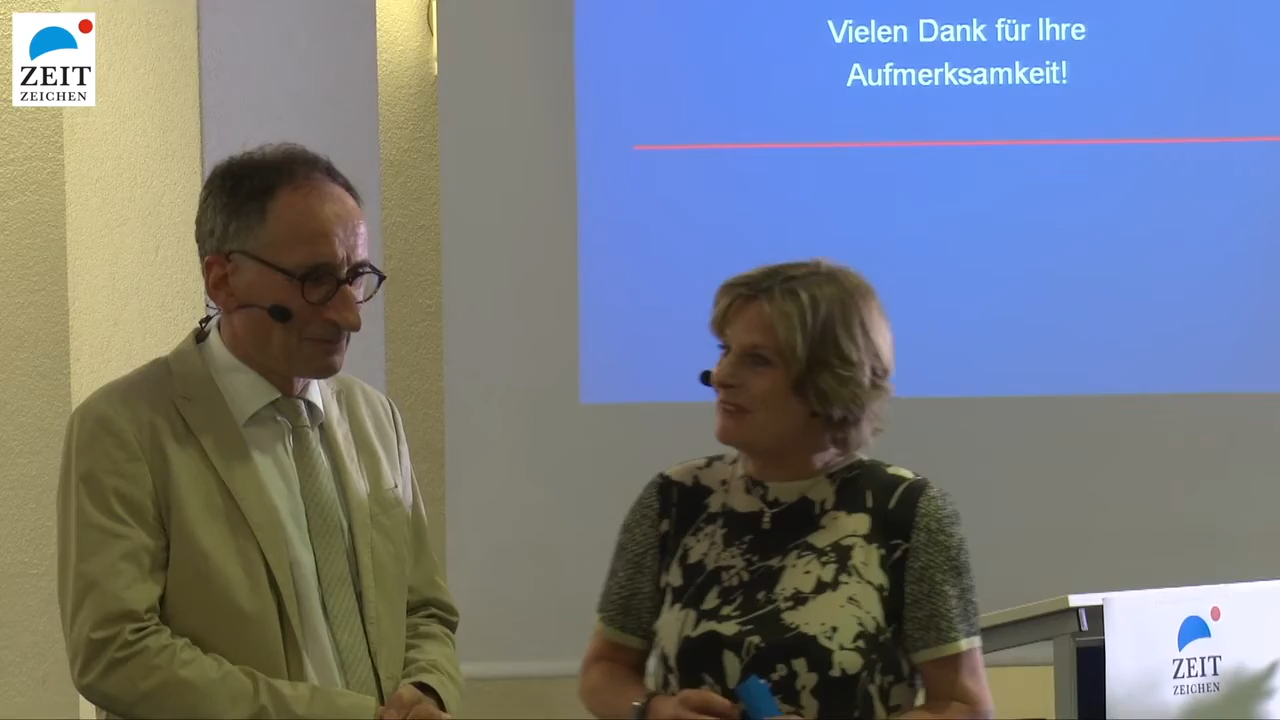 ZEIT
ZEICHEN
Vielen Dank für Ihre
Aufmerksamkeit!
ZEIT
ZEICHEN